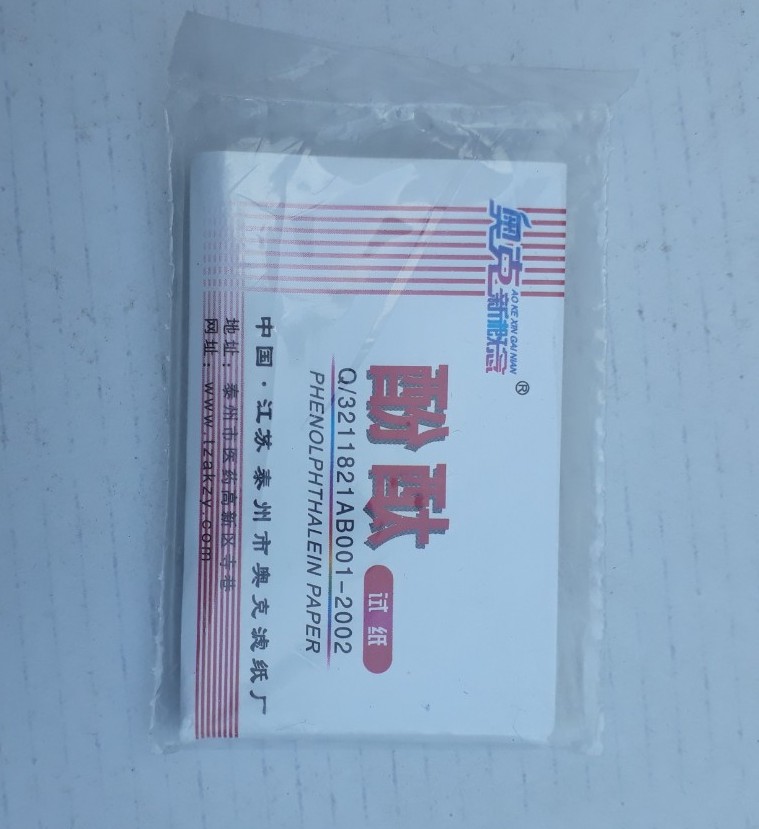 奥克新概念
AO KE XIN GAI NIAN ®
酚酞 试纸
Q/3211821AB001-2002
PHENOLPHTHALEIN PAPER
中国·江苏泰州市奥克滤纸厂
地址：泰州市医药高新区寺巷
网址：www.tzakzy.com